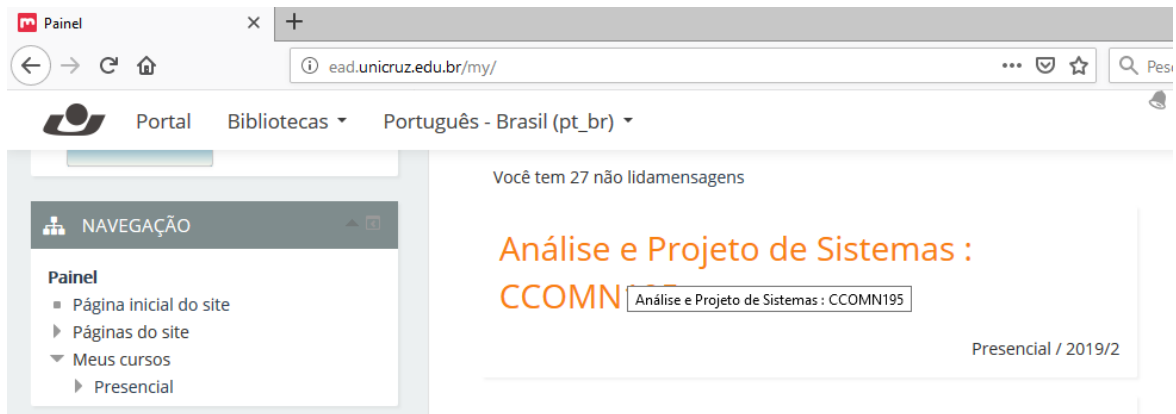 Painel
ead.unicruz.edu.br/my/
Portal Bibliotecas Português - Brasil (pt_br)
Você tem 27 não lidamensagens
NAVEGAÇÃO
Painel
Página inicial do site
Páginas do site
Meus cursos
Presencial
Análise e Projeto de Sistemas :
CCOMN
Análise e Projeto de Sistemas : CCOMN195
Presencial / 2019/2